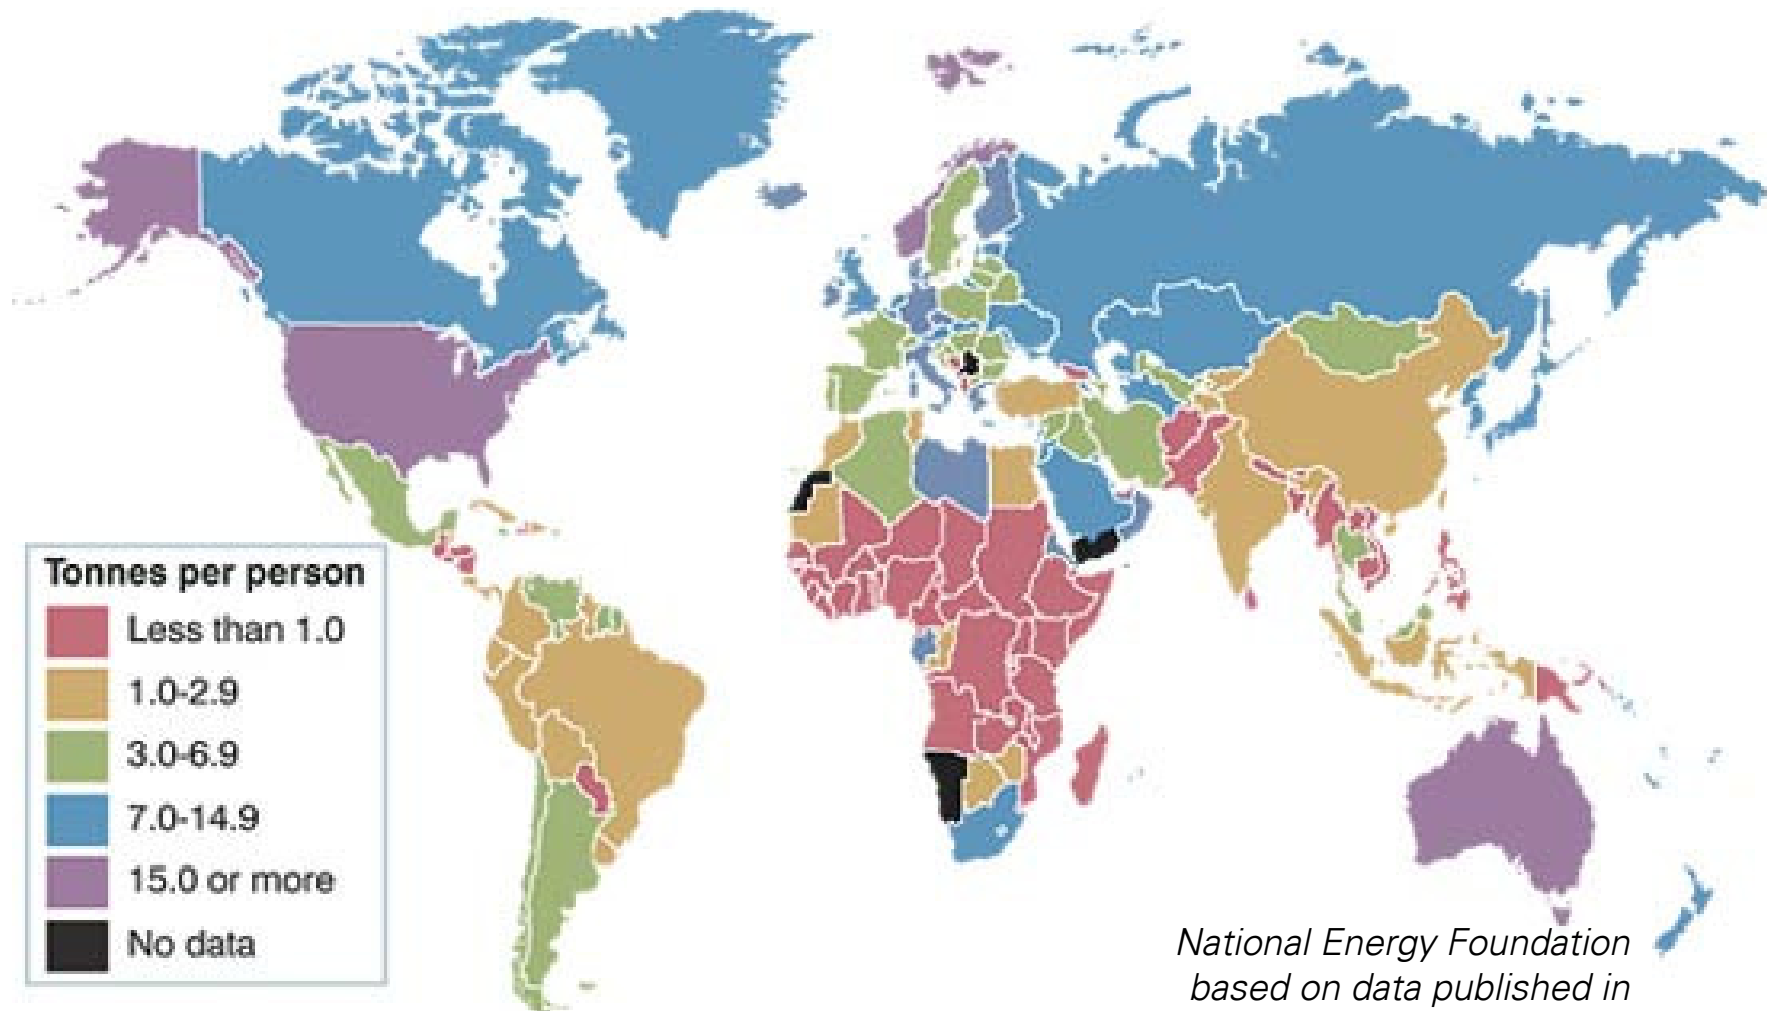 Tonnes per person
Less than 1.0
1.0-2.9
3.0-6.9
7.0-14.9
15.0 or more
No data
National Energy Foundation
based on data published in